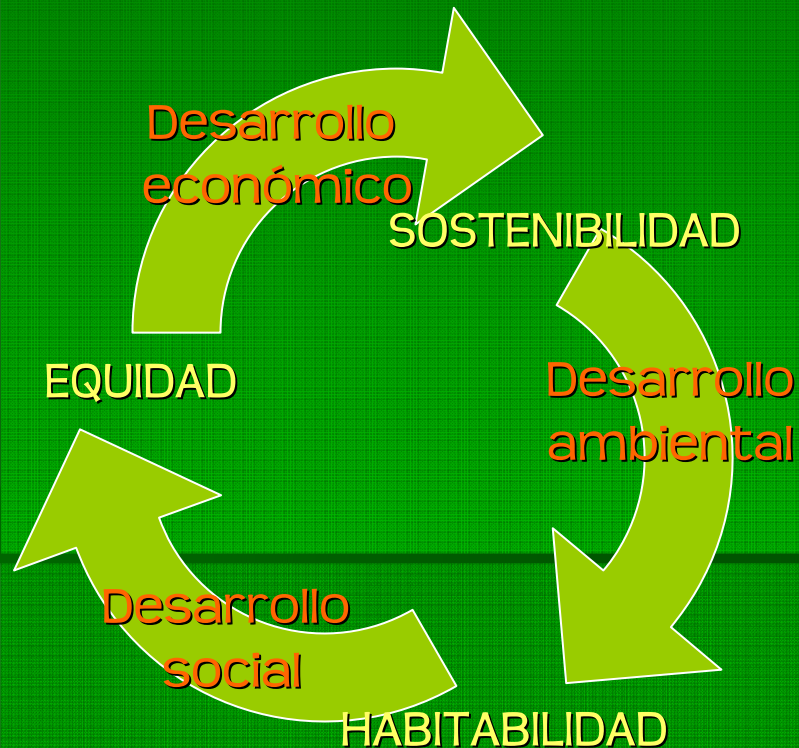 Desarrollo
económico
SOSTENIBILIDAD
EQUIDAD
Desarrollo
ambiental
Desarrollo
social
HABITABILIDAD